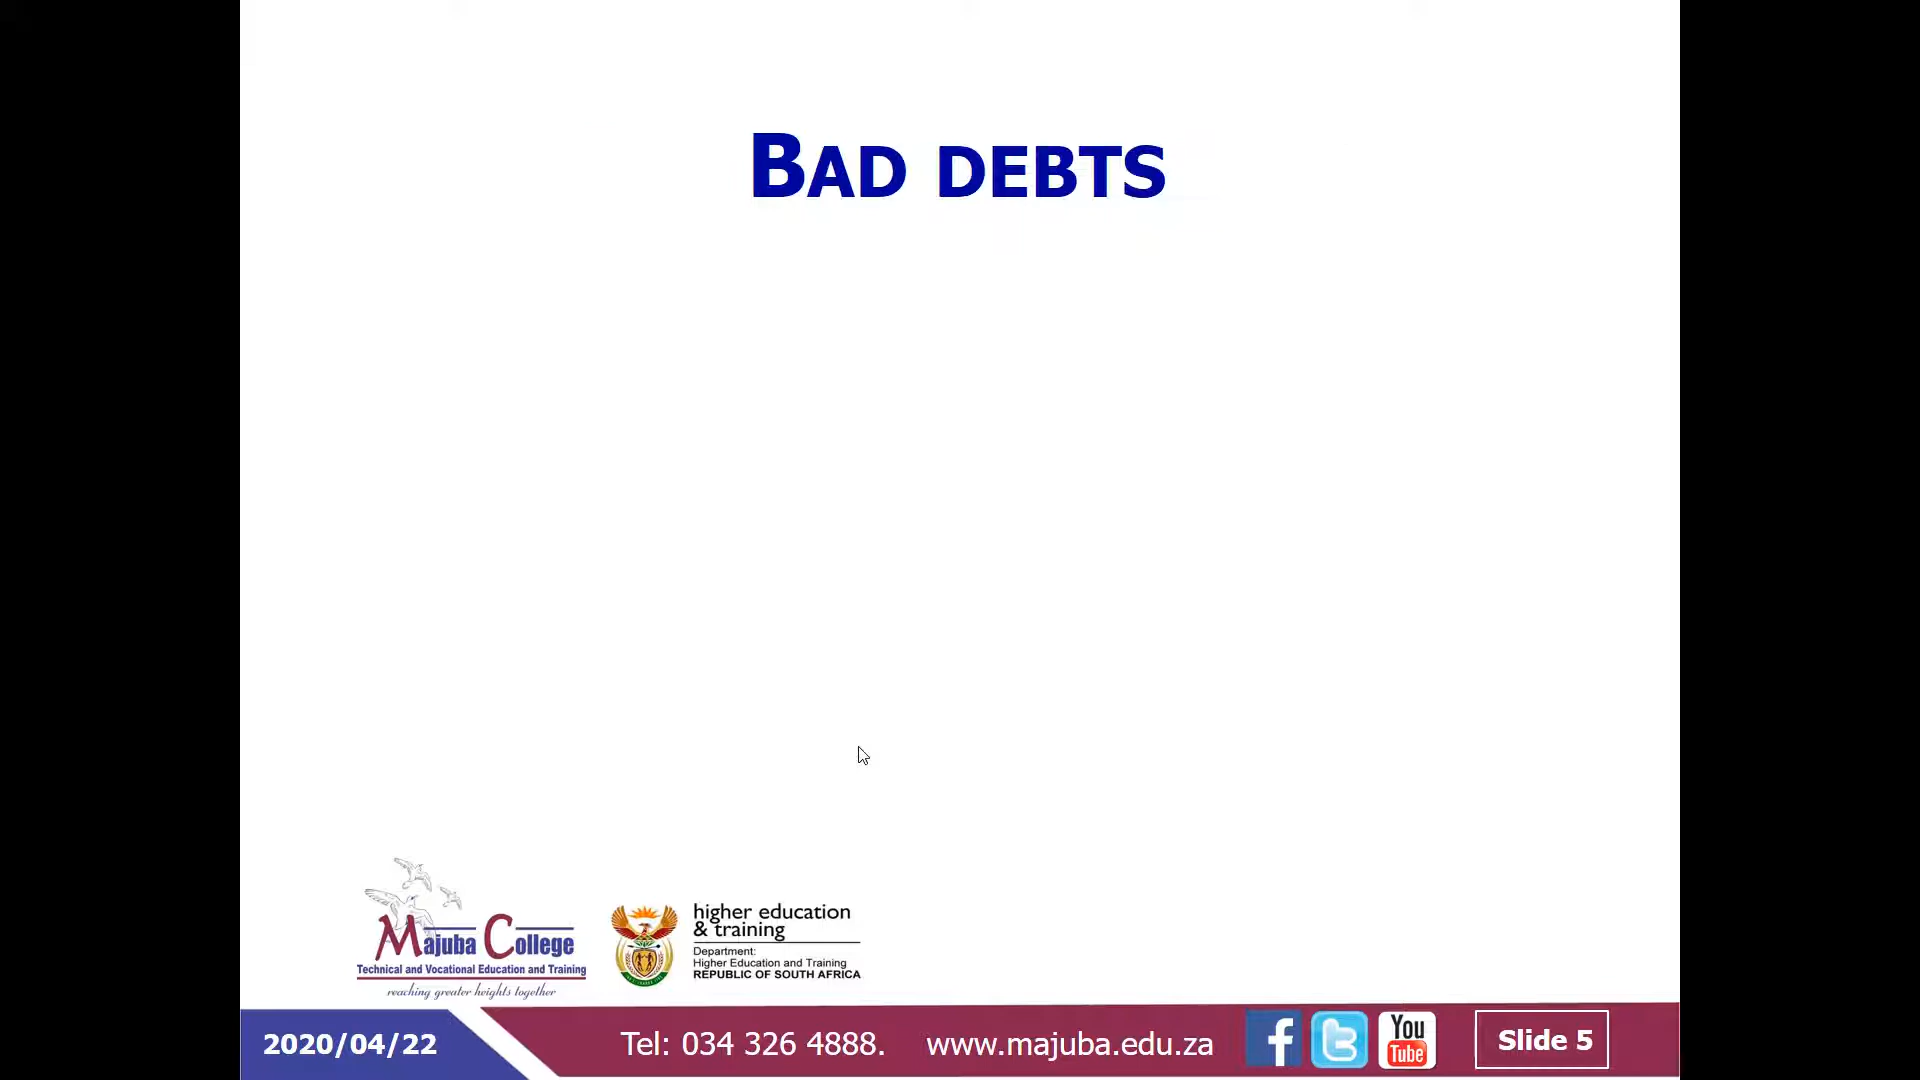 BAD DEBTS
Majuba College
Technical and Vocational Education and Training
reaching greater heights together
higher education
& training
Department:
Higher Education and Training
REPUBLIC OF SOUTH AFRICA
2020/04/22
Tel: 034 326 4888. www.majuba.edu.za
f
t
You
Tube
Slide 5